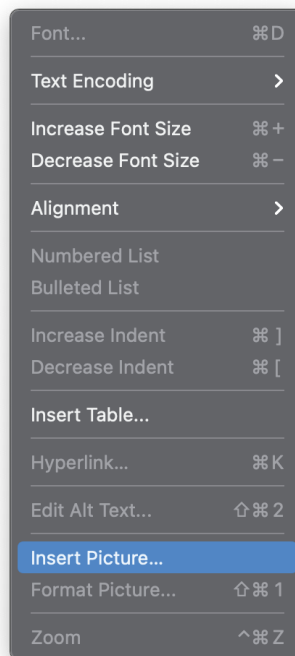 Font... ⌘D
Text Encoding >
Increase Font Size ⌘+
Decrease Font Size ⌘−
Alignment >
Numbered List
Bulleted List
Increase Indent ⌘]
Decrease Indent ⌘[
Insert Table...
Hyperlink... ⌘K
Edit Alt Text... ⇧⌘2
Insert Picture...
Format Picture... ⇧⌘1
Zoom ^⌘Z